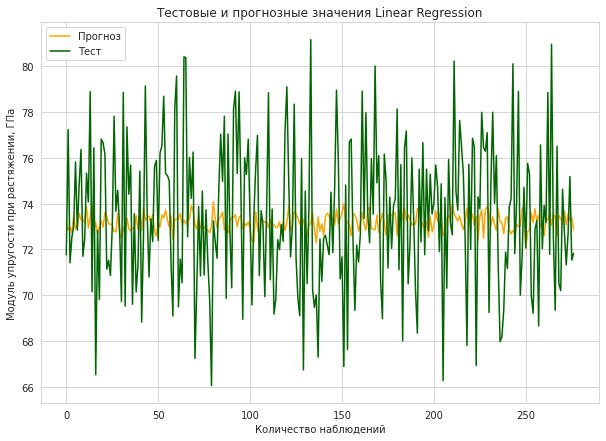 Тестовые и прогнозные значения Linear Regression
Прогноз
Тест
Модуль упругости при растяжении, ГПа
80
78
76
74
72
70
68
66
0
50
100
150
200
250
Количество наблюдений